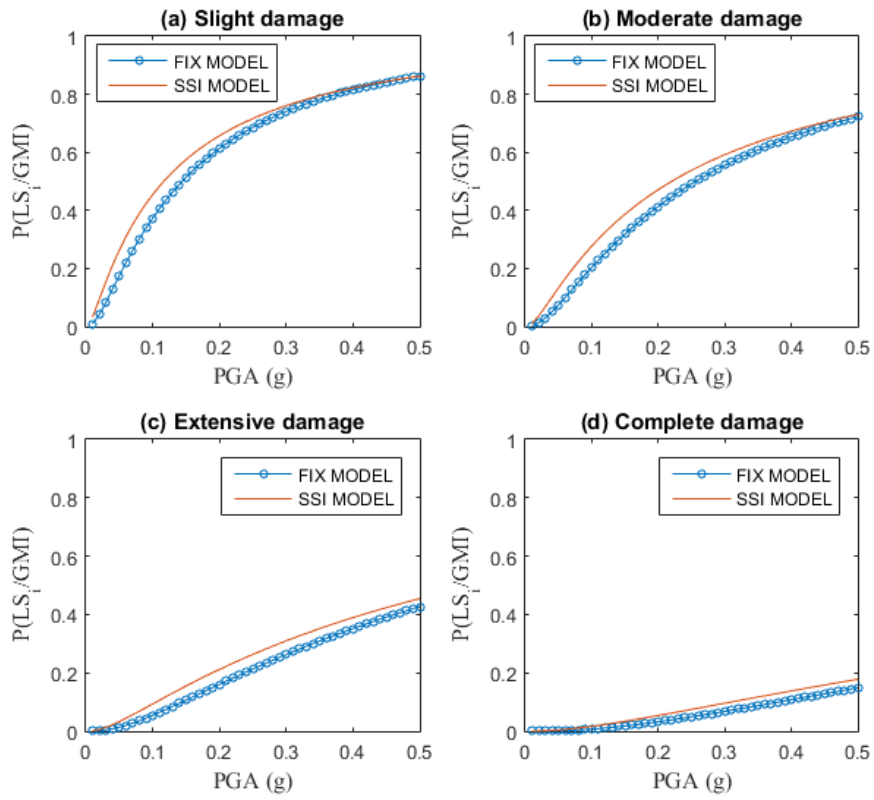 (a) Slight damage
1
0.8
0.6
0.4
0.2
0
P(LS_i/GMI)
FIX MODEL
SSI MODEL
0 0.1 0.2 0.3 0.4 0.5
PGA (g)
(b) Moderate damage
1
0.8
0.6
0.4
0.2
0
P(LS_i/GMI)
FIX MODEL
SSI MODEL
0 0.1 0.2 0.3 0.4 0.5
PGA (g)
(c) Extensive damage
1
0.8
0.6
0.4
0.2
0
P(LS_i/GMI)
FIX MODEL
SSI MODEL
0 0.1 0.2 0.3 0.4 0.5
PGA (g)
(d) Complete damage
1
0.8
0.6
0.4
0.2
0
P(LS_i/GMI)
FIX MODEL
SSI MODEL
0 0.1 0.2 0.3 0.4 0.5
PGA (g)